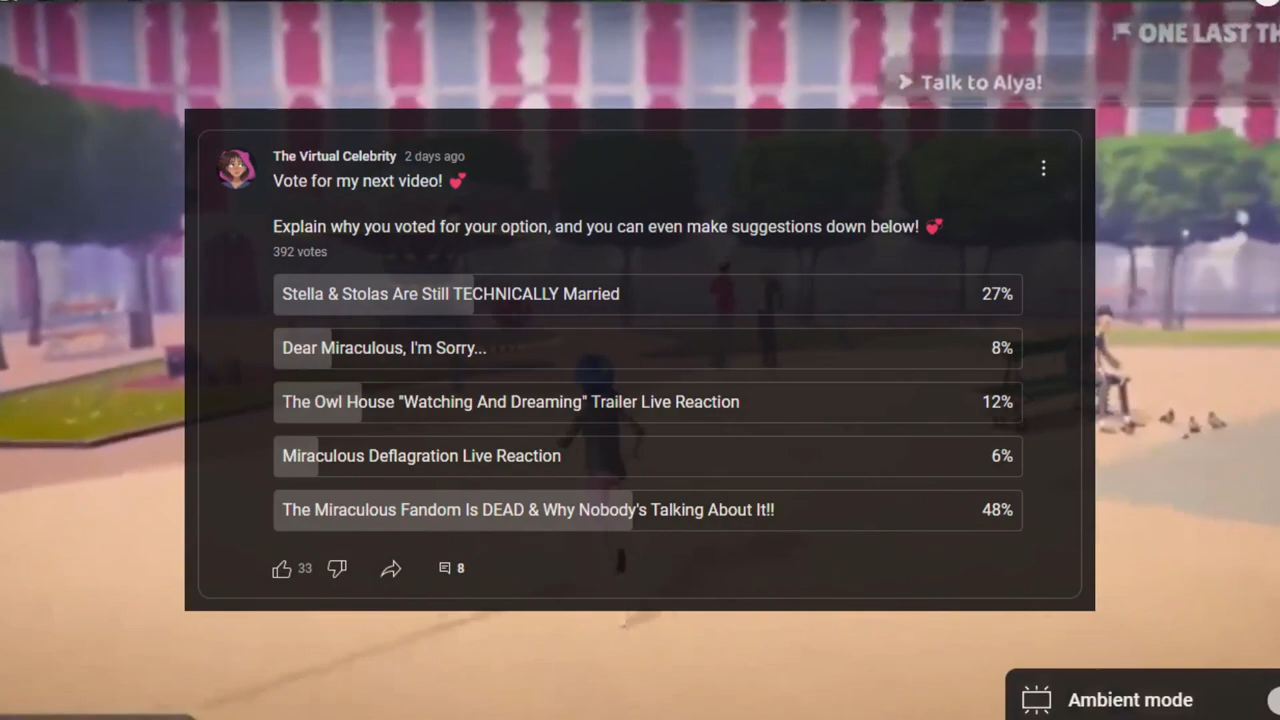 ONE LAST TH
Talk to Alya!
The Virtual Celebrity 2 days ago
Vote for my next video! 💕
Explain why you voted for your option, and you can even make suggestions down below! 💞
392 votes
Stella & Stolas Are Still TECHNICALLY Married 27%
Dear Miraculous, I'm Sorry... 8%
The Owl House "Watching And Dreaming" Trailer Live Reaction 12%
Miraculous Deflagration Live Reaction 6%
The Miraculous Fandom Is DEAD & Why Nobody's Talking About It!! 48%
33 8
Ambient mode